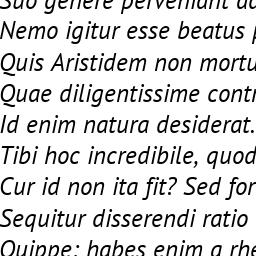 Suo genere perveniant ad
Nemo igitur esse beatus
Quis Aristidem non mortu
Quae diligentissime contr
Id enim natura desiderat.
Tibi hoc incredibile, quod
Cur id non ita fit? Sed for
Sequitur disserendi ratio
Quippe: habes enim a rhe